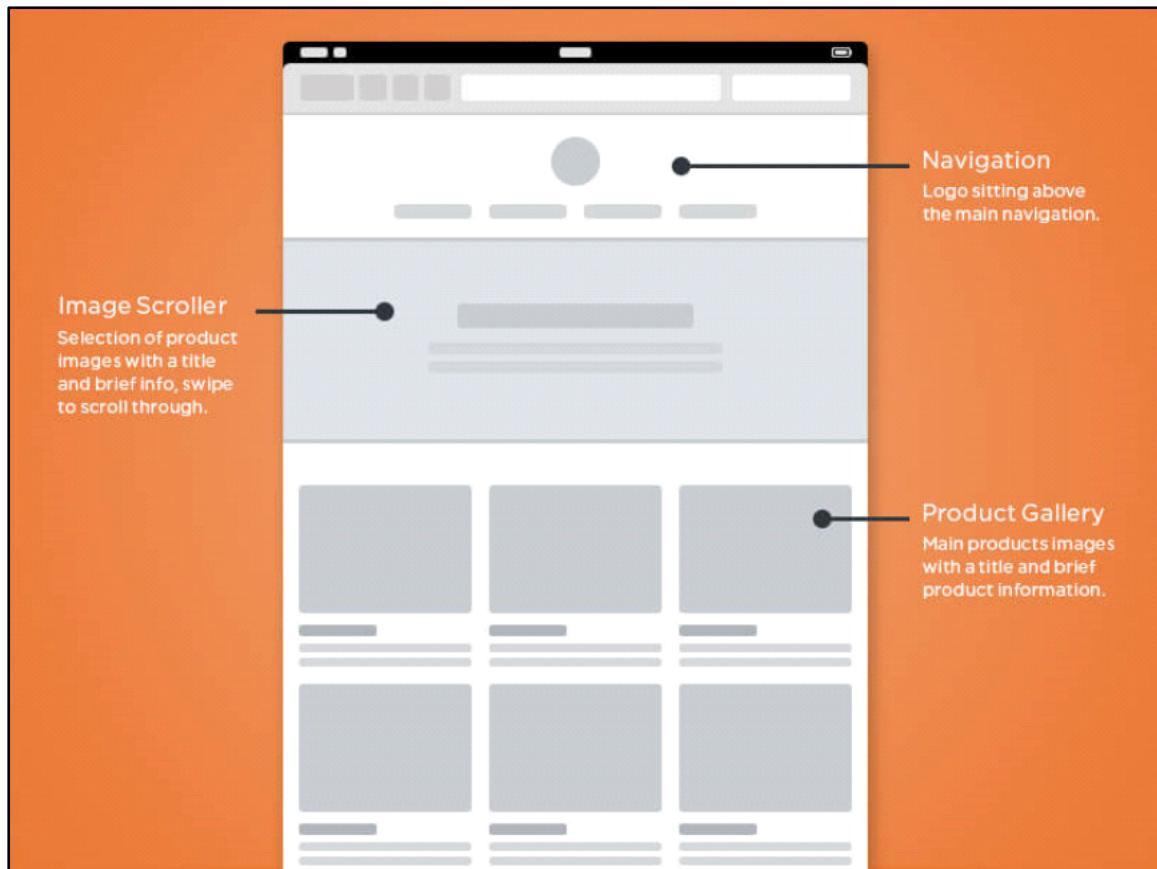 Navigation
Logo sitting above
the main navigation.
Image Scroller
Selection of product
images with a title
and brief info, swipe
to scroll through.
Product Gallery
Main products images
with a title and brief
product information.